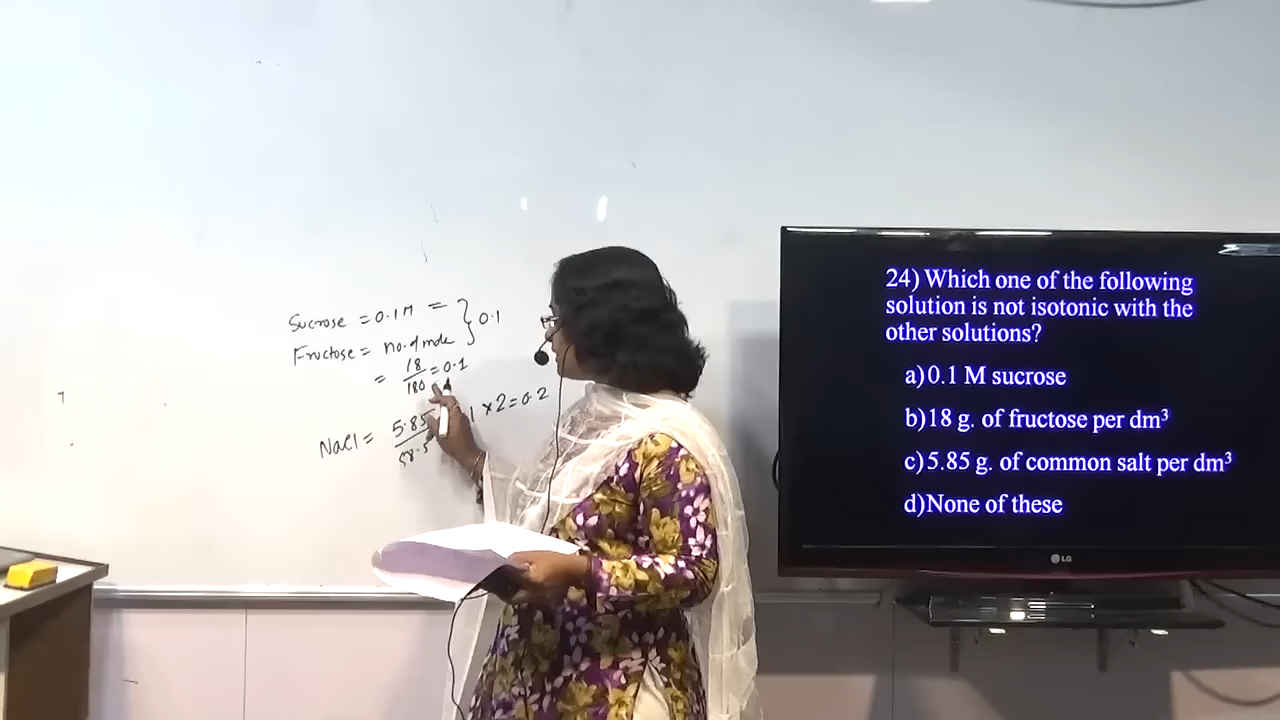 Sucrose = 0.1 M =
Fructose = no. of mole } 0.1
= 18/180 = 0.1
NaCl = 5.85/58.5 1 × 2 = 0.2
24) Which one of the following
solution is not isotonic with the
other solutions?
a) 0.1 M sucrose
b) 18 g. of fructose per dm³
c) 5.85 g. of common salt per dm³
d) None of these
LG